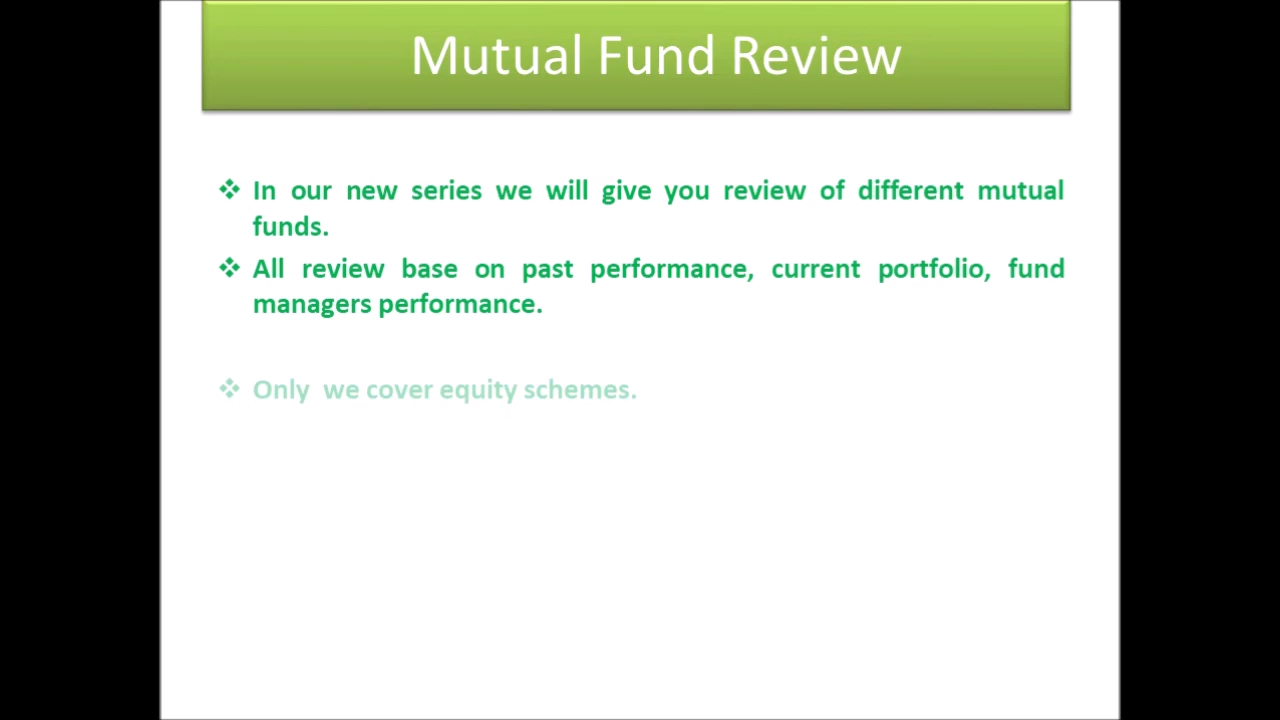 Mutual Fund Review
❖ In our new series we will give you review of different mutual
funds.
❖ All review base on past performance, current portfolio, fund
managers performance.
❖ Only we cover equity schemes.